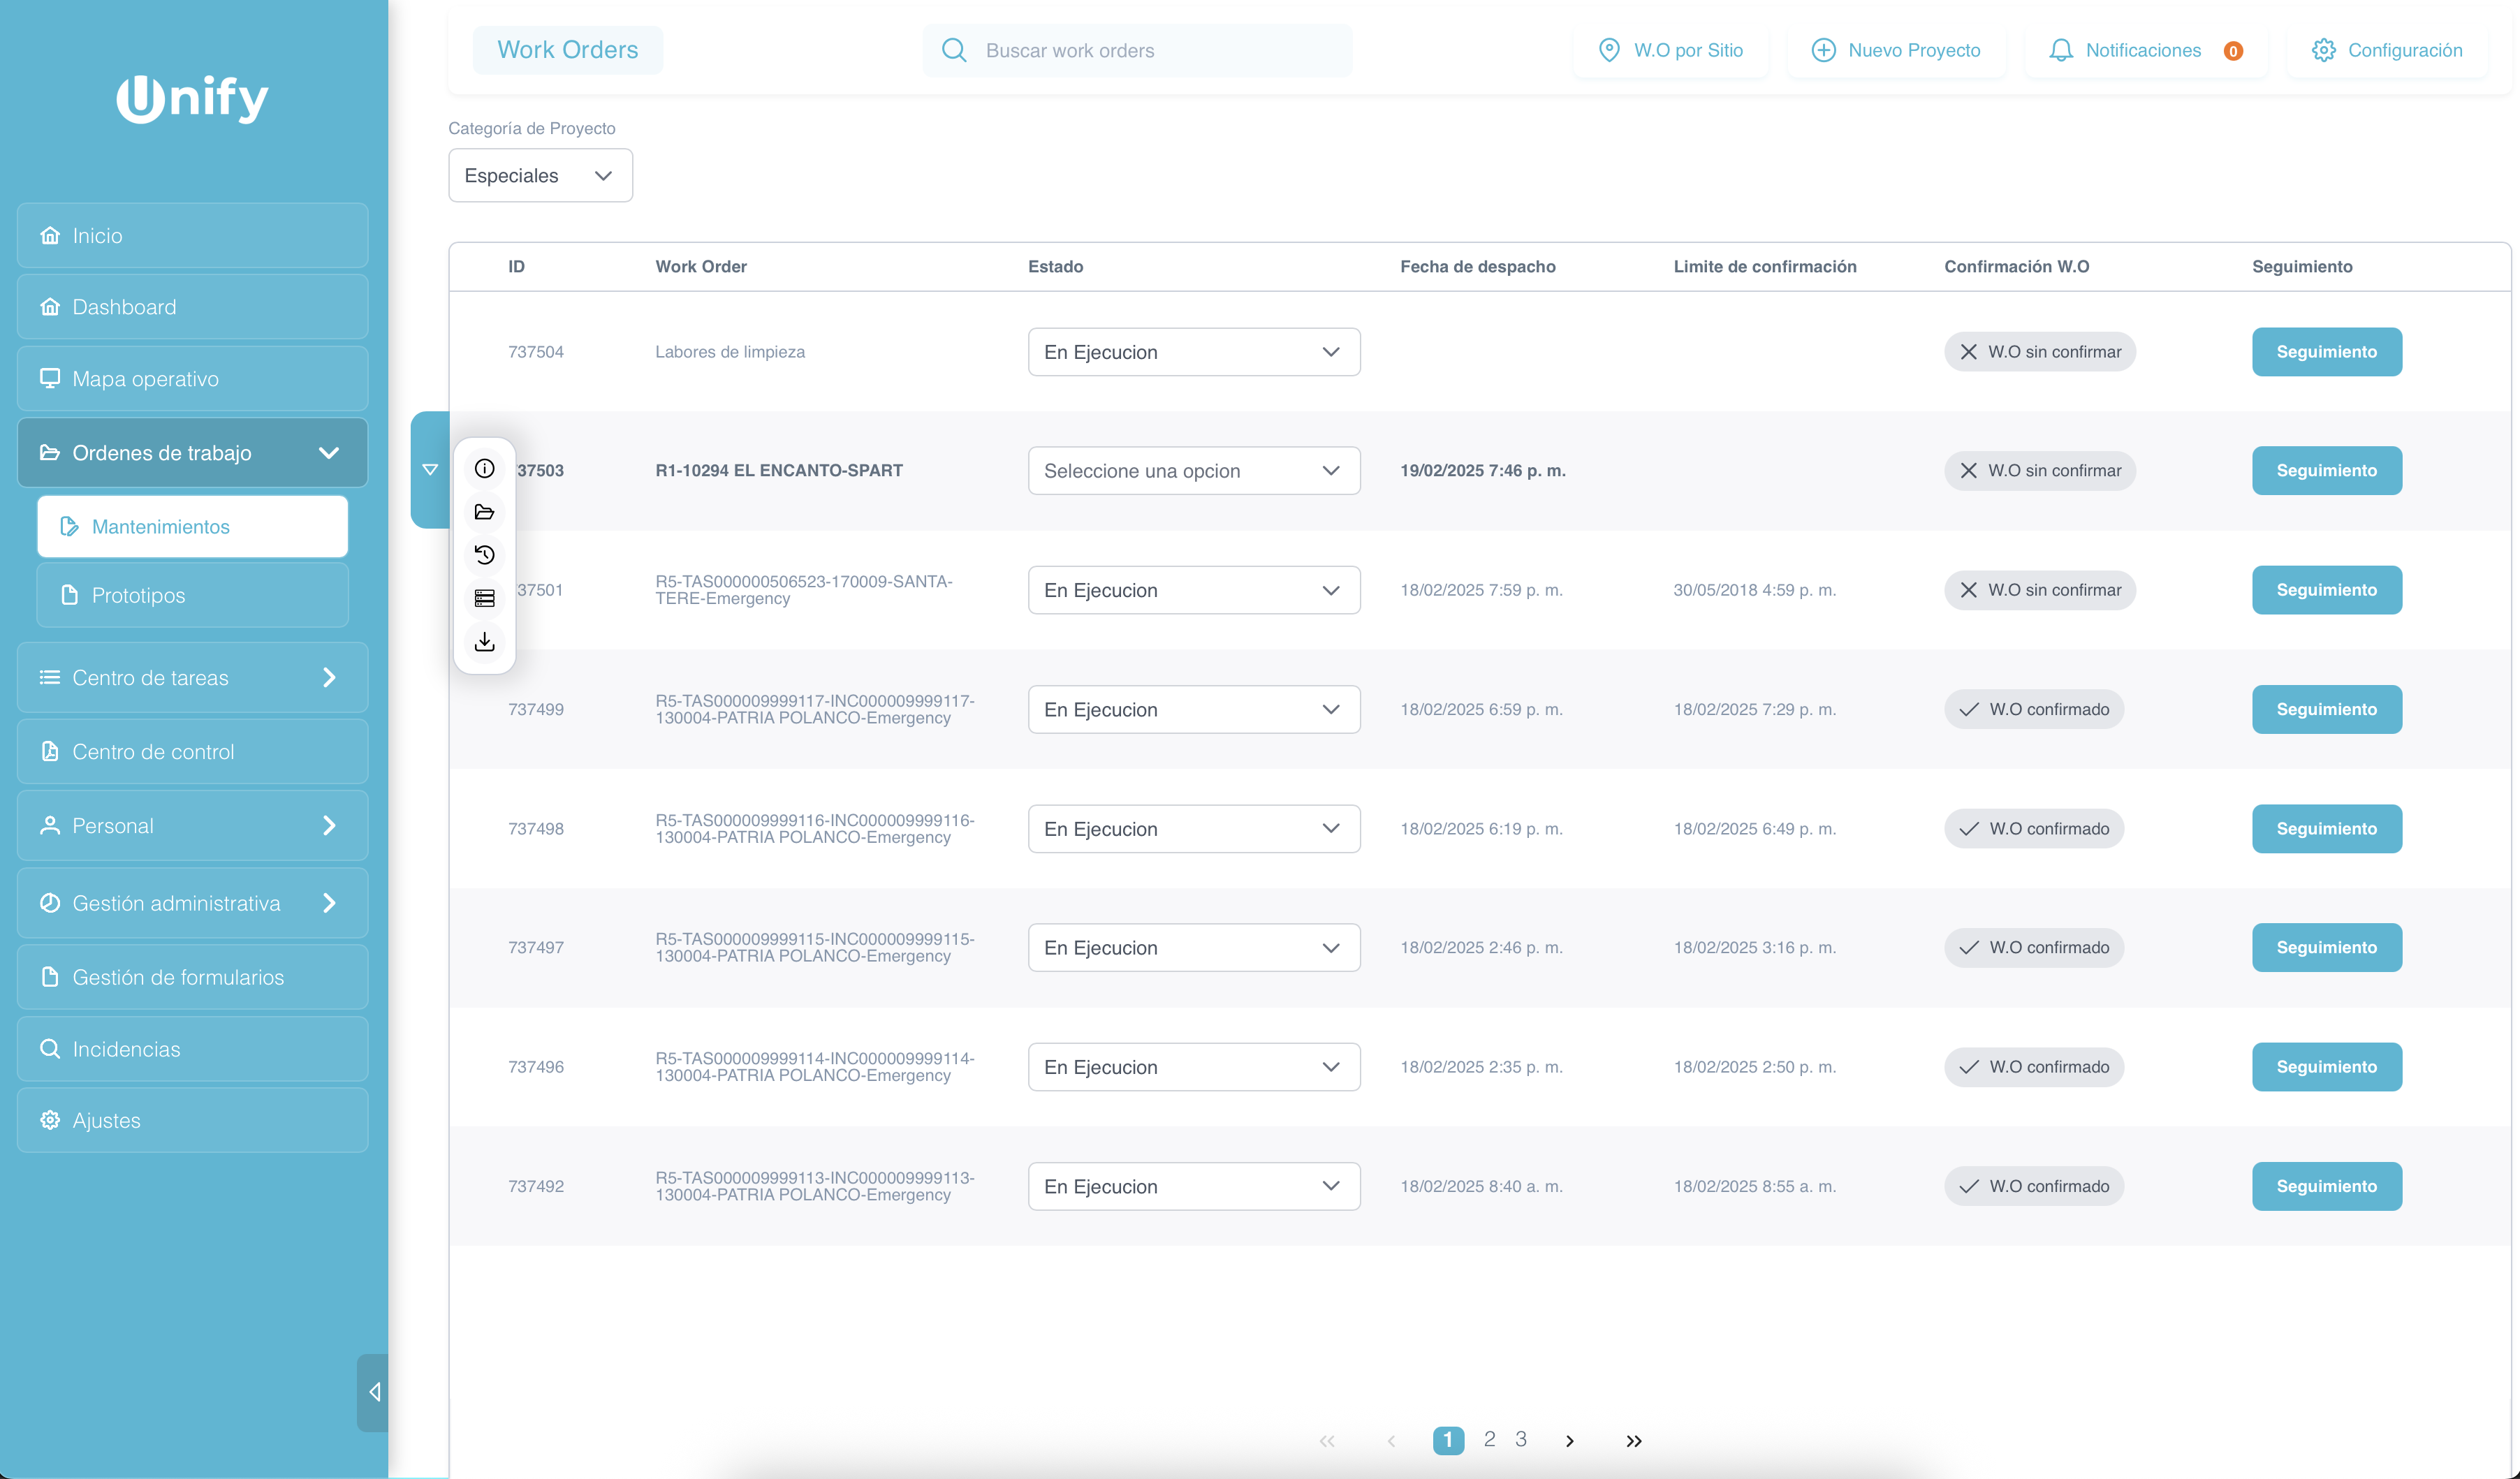 Unify
Inicio
Dashboard
Mapa operativo
Ordenes de trabajo
Mantenimientos
Prototipos
Centro de tareas
Centro de control
Personal
Gestión administrativa
Gestión de formularios
Incidencias
Ajustes
Work Orders
Buscar work orders
W.O por Sitio
Nuevo Proyecto
Notificaciones 0
Configuración
Categoría de Proyecto
Especiales
ID Work Order Estado Fecha de despacho Limite de confirmación Confirmación W.O Seguimiento
737504 Labores de limpieza En Ejecucion W.O sin confirmar Seguimiento
37503 R1-10294 EL ENCANTO-SPART Seleccione una opcion 19/02/2025 7:46 p. m. W.O sin confirmar Seguimiento
37501 R5-TAS000000506523-170009-SANTA-
TERE-Emergency En Ejecucion 18/02/2025 7:59 p. m. 30/05/2018 4:59 p. m. W.O sin confirmar Seguimiento
737499 R5-TAS000009999117-INC000009999117-
130004-PATRIA POLANCO-Emergency En Ejecucion 18/02/2025 6:59 p. m. 18/02/2025 7:29 p. m. W.O confirmado Seguimiento
737498 R5-TAS000009999116-INC000009999116-
130004-PATRIA POLANCO-Emergency En Ejecucion 18/02/2025 6:19 p. m. 18/02/2025 6:49 p. m. W.O confirmado Seguimiento
737497 R5-TAS000009999115-INC000009999115-
130004-PATRIA POLANCO-Emergency En Ejecucion 18/02/2025 2:46 p. m. 18/02/2025 3:16 p. m. W.O confirmado Seguimiento
737496 R5-TAS000009999114-INC000009999114-
130004-PATRIA POLANCO-Emergency En Ejecucion 18/02/2025 2:35 p. m. 18/02/2025 2:50 p. m. W.O confirmado Seguimiento
737492 R5-TAS000009999113-INC000009999113-
130004-PATRIA POLANCO-Emergency En Ejecucion 18/02/2025 8:40 a. m. 18/02/2025 8:55 a. m. W.O confirmado Seguimiento
1 2 3